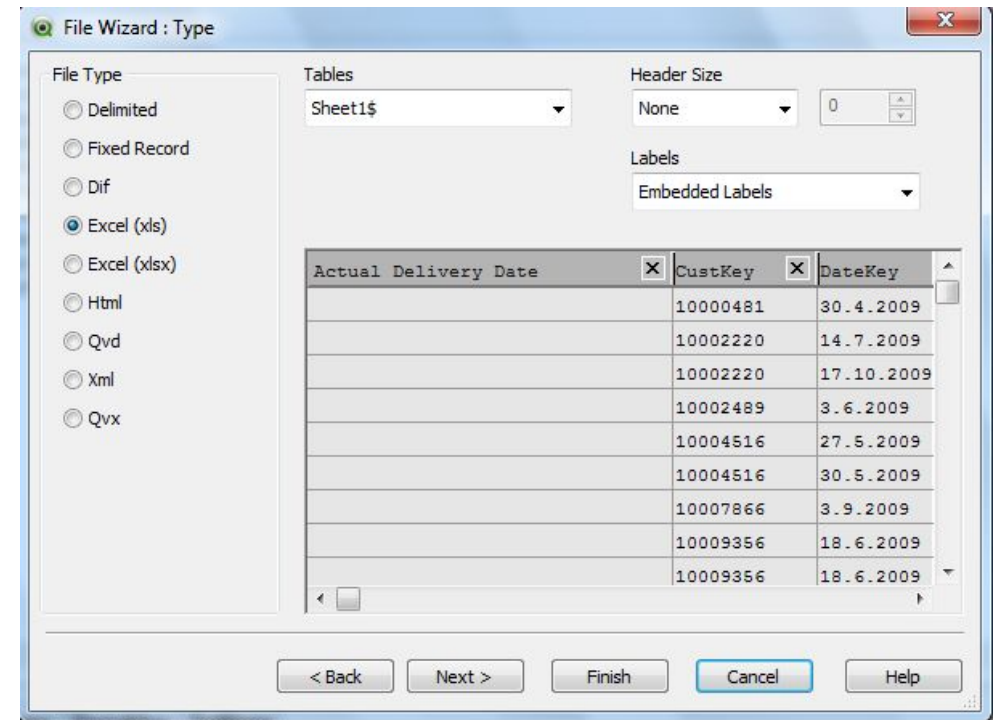 File Wizard : Type
File Type
Delimited
Fixed Record
Dif
Excel (xls)
Excel (xlsx)
Html
Qvd
Xml
Qvx
Tables
Sheet1$
Header Size
None
0
Labels
Embedded Labels
Actual Delivery Date CustKey DateKey
10000481 30.4.2009
10002220 14.7.2009
10002220 17.10.2009
10002489 3.6.2009
10004516 27.5.2009
10004516 30.5.2009
10007866 3.9.2009
10009356 18.6.2009
10009356 18.6.2009
< Back Next > Finish Cancel Help